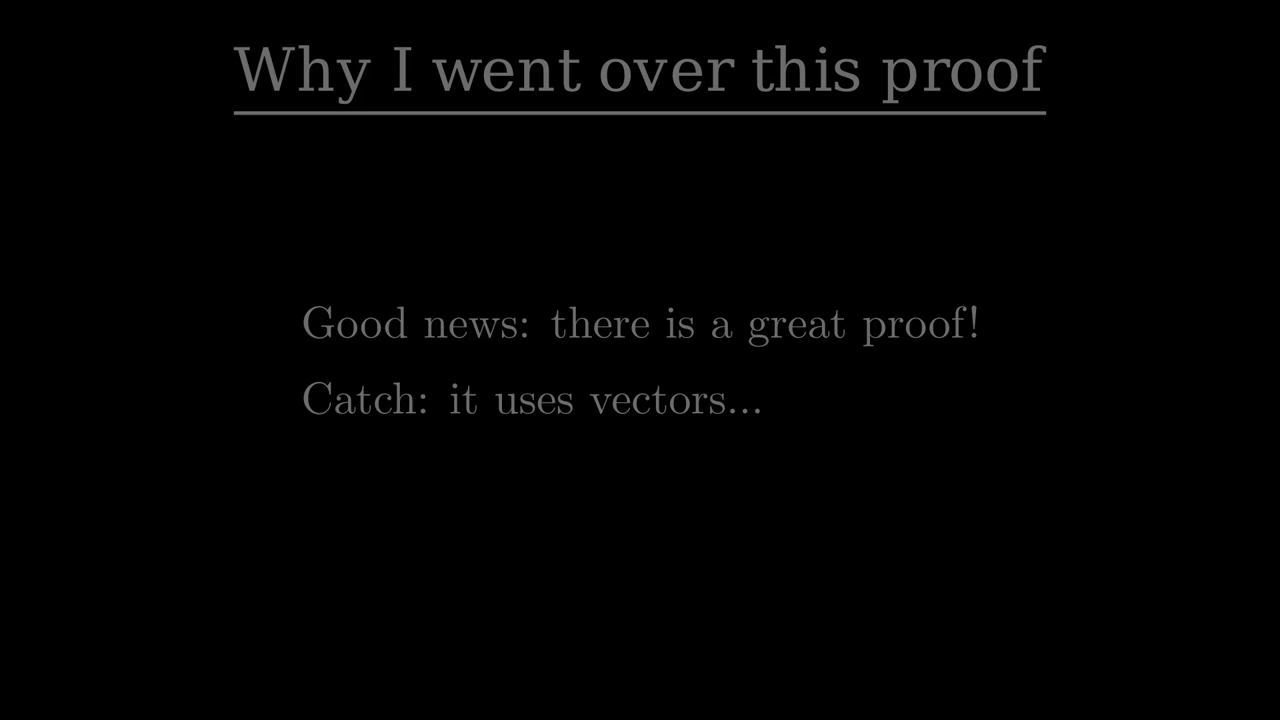 Why I went over this proof
Good news: there is a great proof!
Catch: it uses vectors...